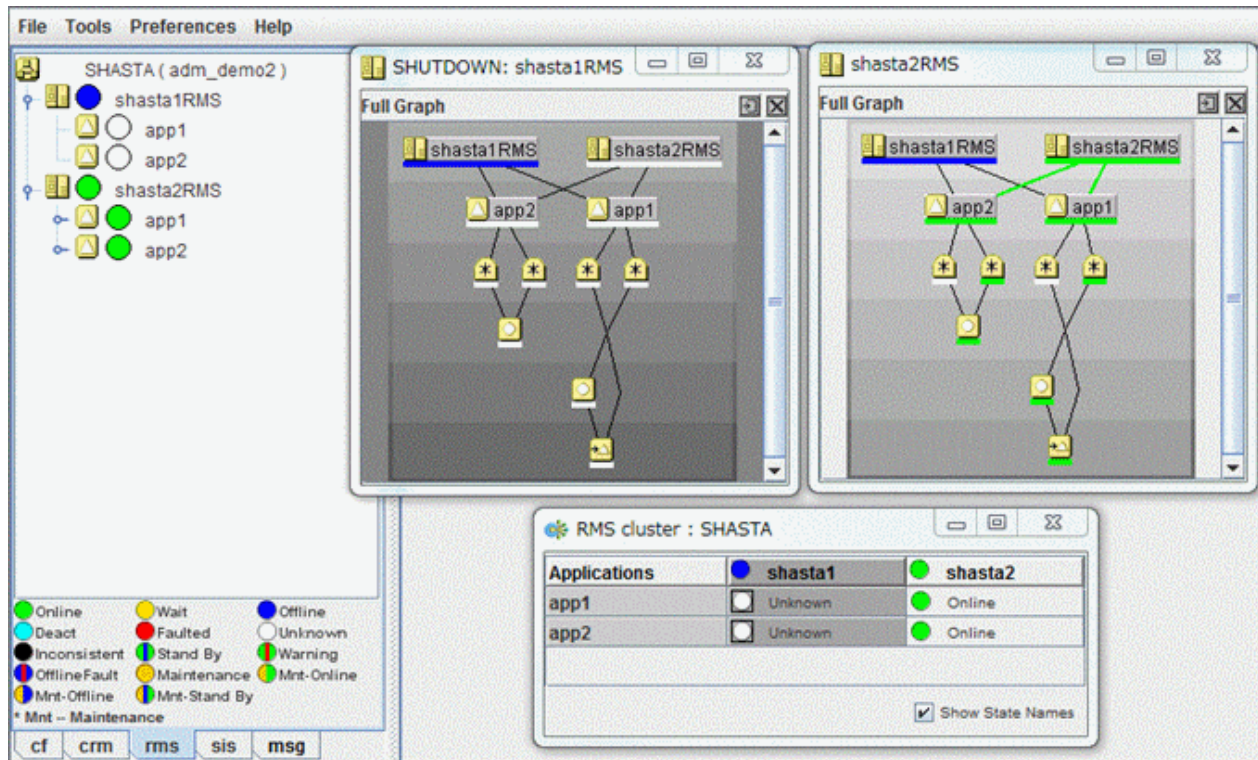 File Tools Preferences Help
SHASTA ( adm_demo2 )
shasta1RMS
app1
app2
shasta2RMS
app1
app2
Online Wait Offline
Deact Faulted Unknown
Inconsistent Stand By Warning
OfflineFault Maintenance Mnt-Online
Mnt-Offline Mnt-Stand By
* Mnt -- Maintenance
cf crm rms sis msg
SHUTDOWN: shasta1RMS
Full Graph
shasta1RMS shasta2RMS
app2 app1
shasta2RMS
Full Graph
shasta1RMS shasta2RMS
app2 app1
RMS cluster : SHASTA
Applications shasta1 shasta2
app1 Unknown Online
app2 Unknown Online
Show State Names